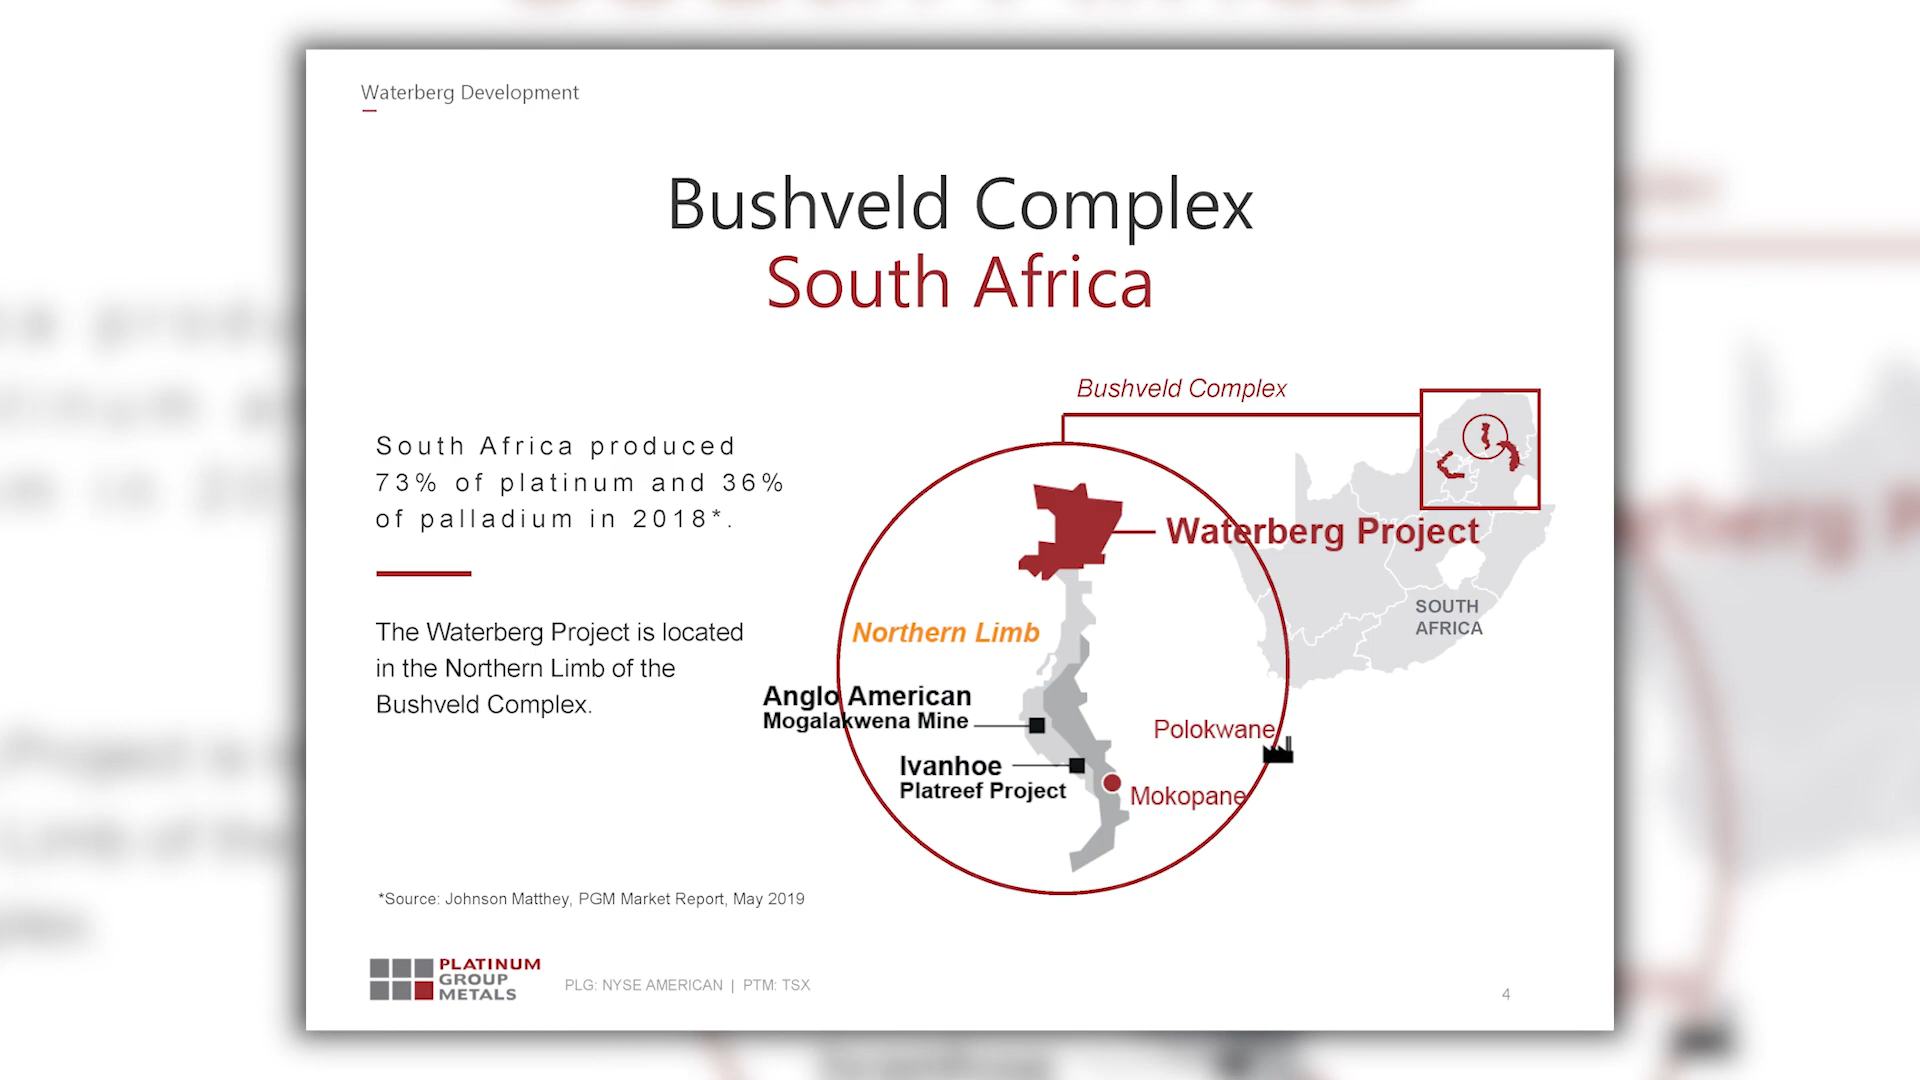 Waterberg Development
Bushveld Complex
South Africa
South Africa produced
73% of platinum and 36%
of palladium in 2018*.
The Waterberg Project is located
in the Northern Limb of the
Bushveld Complex.
Bushveld Complex
Waterberg Project
SOUTH
AFRICA
Northern Limb
Anglo American
Mogalakwena Mine
Ivanhoe
Platreef Project
Polokwane
Mokopane
*Source: Johnson Matthey, PGM Market Report, May 2019
PLATINUM
GROUP
METALS
PLG: NYSE AMERICAN | PTM: TSX
4